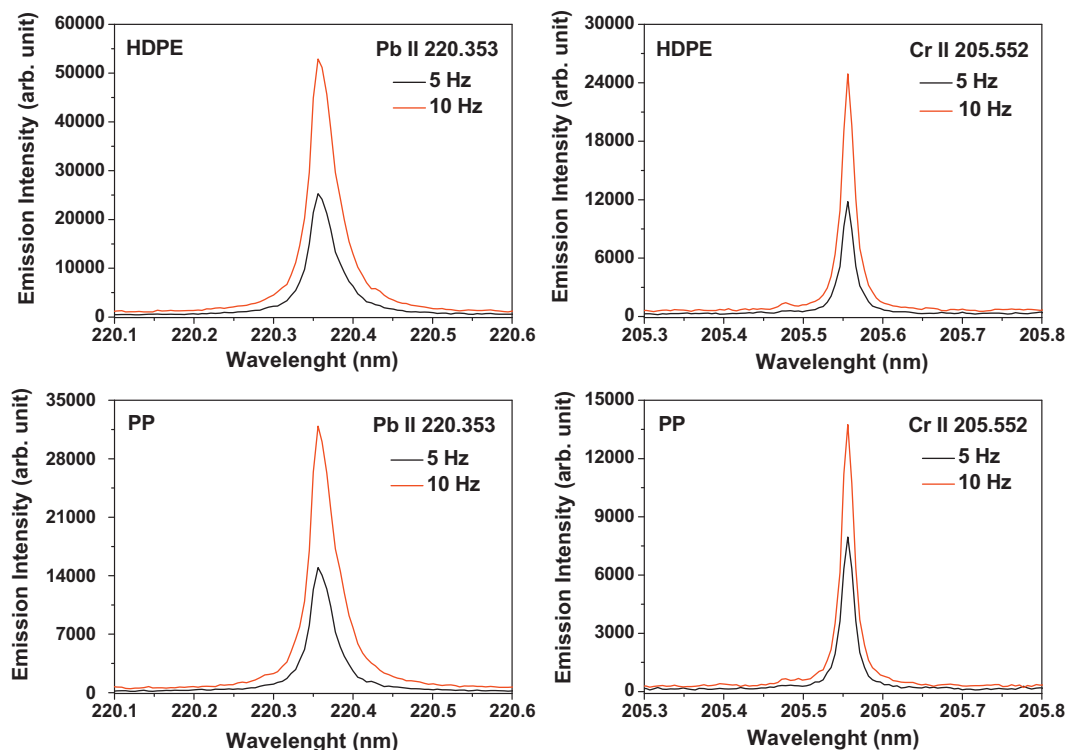 Emission Intensity (arb. unit)
60000
50000
40000
30000
20000
10000
0
HDPE
Pb II 220.353
5 Hz
10 Hz
220.1 220.2 220.3 220.4 220.5 220.6
Wavelenght (nm)
Emission Intensity (arb. unit)
30000
24000
18000
12000
6000
0
HDPE
Cr II 205.552
5 Hz
10 Hz
205.3 205.4 205.5 205.6 205.7 205.8
Wavelenght (nm)
Emission Intensity (arb. unit)
35000
28000
21000
14000
7000
0
PP
Pb II 220.353
5 Hz
10 Hz
220.1 220.2 220.3 220.4 220.5 220.6
Wavelenght (nm)
Emission Intensity (arb. unit)
15000
12000
9000
6000
3000
0
PP
Cr II 205.552
5 Hz
10 Hz
205.3 205.4 205.5 205.6 205.7 205.8
Wavelenght (nm)